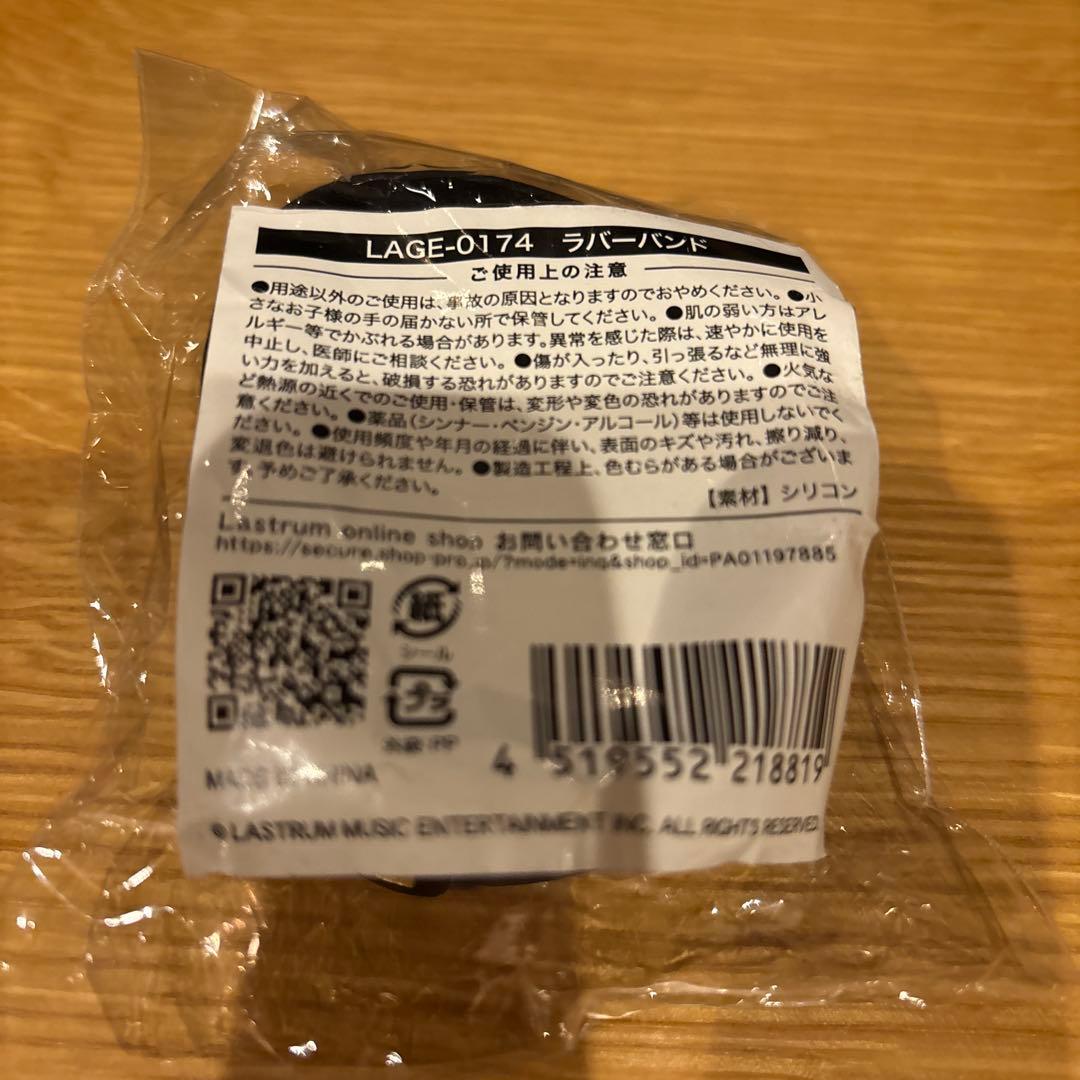 LAGE-0174 ラバーバンド
ご使用上の注意
●用途以外のご使用は、事故の原因となりますのでおやめください。●小
さなお子様の手の届かない所で保管してください。●肌の弱い方はアレ
ルギー等でかぶれる場合があります。異常を感じた際は、速やかに使用を
中止し、医師にご相談ください。●傷が入ったり、引っ張るなど無理に強
い力を加えると、破損する恐れがありますのでご注意ください。●火気な
ど熱源の近くでのご使用・保管は、変形や変色の恐れがありますのでご注
意ください。●薬品(シンナー・ベンジン・アルコール)等は使用しないでく
ださい。●使用頻度や年月の経過に伴い、表面のキズや汚れ、擦り減り、
変退色は避けられません。●製造工程上、色むらがある場合がございま
す。予めご了承ください。
【素材】シリコン
Lastrum online shop お問い合わせ窓口
https://secure.shop-pro.jp/?mode=inq&shop_id=PA01197885
紙
シール
プラ
外袋:PP
MADE IN CHINA
4 519552 218819
©LASTRUM MUSIC ENTERTAINMENT INC. ALL RIGHTS RESERVED.